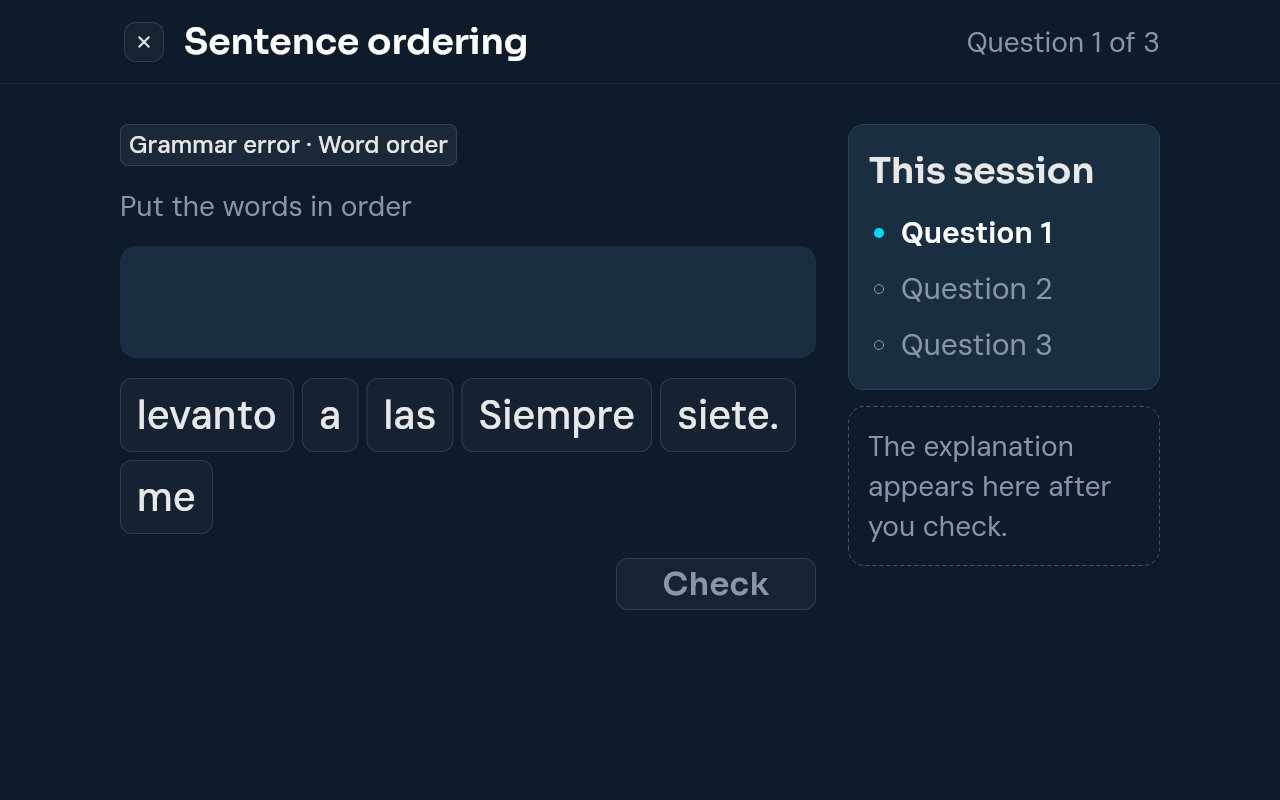 Sentence ordering
Question 1 of 3
Grammar error · Word order
Put the words in order
levanto a las Siempre siete.
me
Check
This session
Question 1
Question 2
Question 3
The explanation
appears here after
you check.